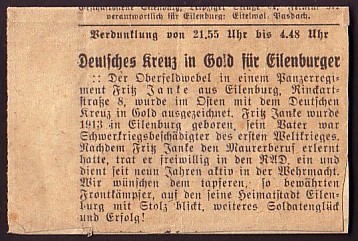 verantwortlich für Eilenburg: Eitelwol. Pasdach.
Verdunklung von 21,55 Uhr bis 4.48 Uhr
Deutsches Kreuz in Gold für Eilenburger
:: Der Oberfeldwebel in einem Panzerregi-
ment Fritz Janke aus Eilenburg, Rinckart-
straße 8, wurde im Osten mit dem Deutschen
Kreuz in Gold ausgezeichnet. Fritz Janke wurde
1913 in Eilenburg geboren, sein Vater war
Schwerkriegsbeschädigter des ersten Weltkrieges.
Nachdem Fritz Janke den Maurerberuf erlernt
hatte, trat er freiwillig in den RAD. ein und
dient seit neun Jahren aktiv in der Wehrmacht.
Wir wünschen dem tapferen, so bewährten
Frontkämpfer, auf den seine Heimatstadt Eilen-
burg mit Stolz blickt, weiteres Soldatenglück
und Erfolg!